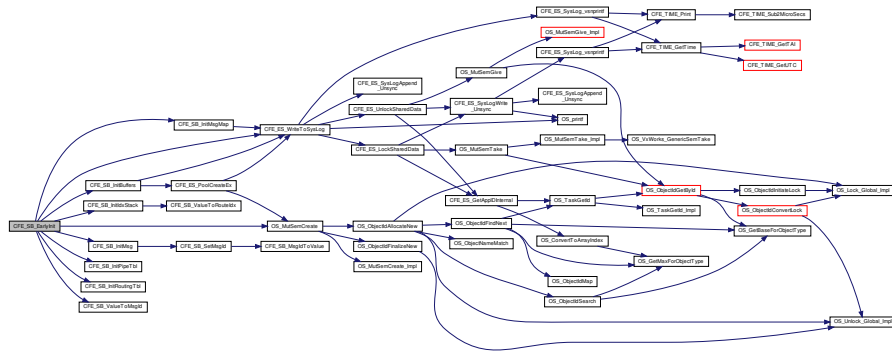 CFE_SB_EarlyInit
CFE_SB_InitMsgMap
CFE_SB_InitBuffers
CFE_SB_InitIdxStack
CFE_SB_InitMsg
CFE_SB_InitPipeTbl
CFE_SB_InitRoutingTbl
CFE_SB_ValueToMsgId
CFE_ES_PoolCreateEx
CFE_SB_ValueToRouteIdx
CFE_SB_SetMsgId
CFE_ES_WriteToSysLog
OS_MutSemCreate
CFE_SB_MsgIdToValue
CFE_ES_SysLogAppend
_Unsync
CFE_ES_UnlockSharedData
CFE_ES_LockSharedData
OS_ObjectIdAllocateNew
OS_ObjectIdFinalizeNew
OS_MutSemCreate_Impl
OS_MutSemGive
CFE_ES_SysLogWrite
_Unsync
OS_MutSemTake
CFE_ES_GetAppIDInternal
OS_ObjectIdFindNext
OS_ObjectNameMatch
CFE_ES_SysLog_vsnprintf
OS_MutSemGive_Impl
CFE_ES_SysLog_vsnprintf
CFE_ES_SysLogAppend
_Unsync
OS_printf
OS_MutSemTake_Impl
OS_TaskGetId
OS_ConvertToArrayIndex
OS_ObjectIdMap
OS_ObjectIdSearch
CFE_TIME_Print
CFE_TIME_GetTime
OS_VxWorks_GenericSemTake
OS_ObjectIdGetById
OS_TaskGetId_Impl
OS_GetMaxForObjectType
CFE_TIME_Sub2MicroSecs
CFE_TIME_GetTAI
CFE_TIME_GetUTC
OS_ObjectIdInitiateLock
OS_ObjectIdConvertLock
OS_GetBaseForObjectType
OS_Lock_Global_Impl
OS_Unlock_Global_Impl